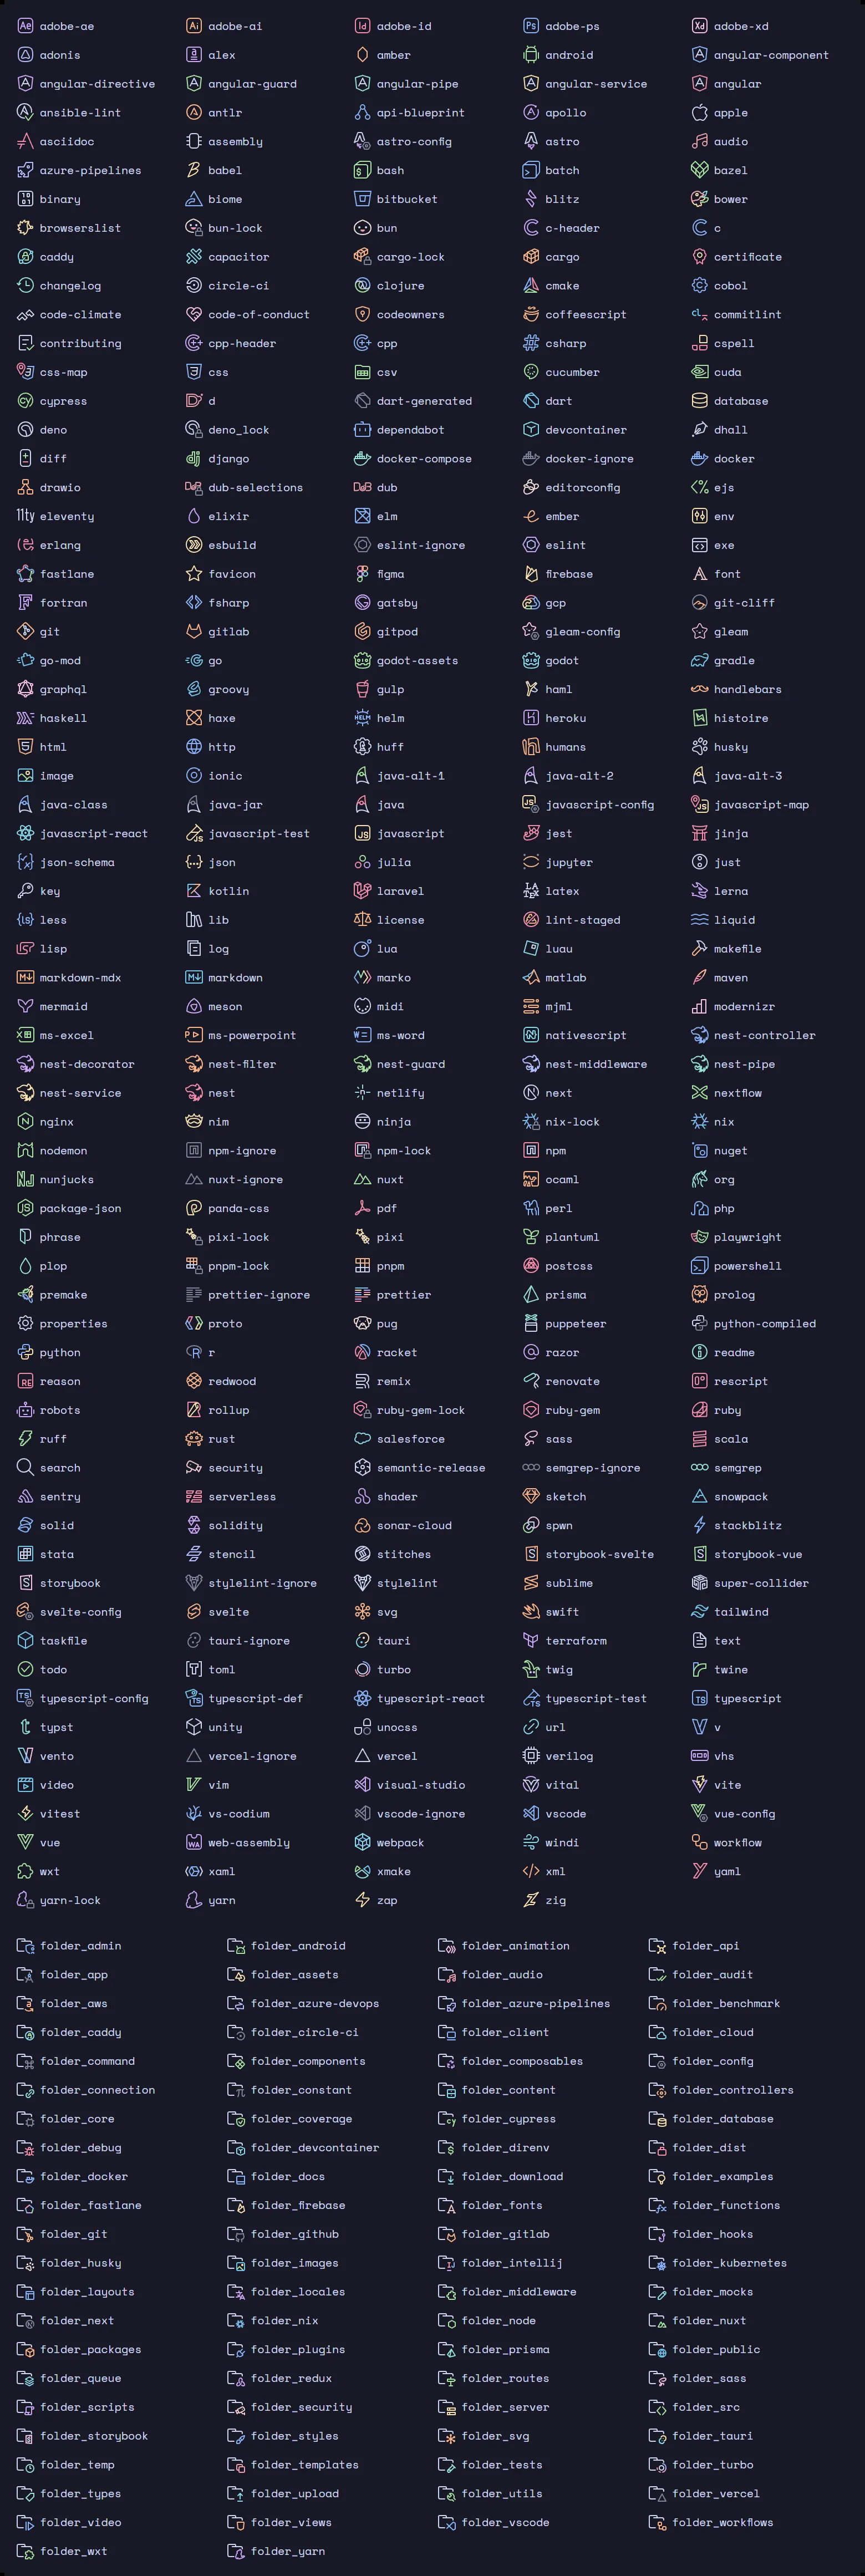 adobe-ae adobe-ai adobe-id adobe-ps adobe-xd
adonis alex amber android angular-component
angular-directive angular-guard angular-pipe angular-service angular
ansible-lint antlr api-blueprint apollo apple
asciidoc assembly astro-config astro audio
azure-pipelines babel bash batch bazel
binary biome bitbucket blitz bower
browserslist bun-lock bun c-header c
caddy capacitor cargo-lock cargo certificate
changelog circle-ci clojure cmake cobol
code-climate code-of-conduct codeowners coffeescript commitlint
contributing cpp-header cpp csharp cspell
css-map css csv cucumber cuda
cypress d dart-generated dart database
deno deno_lock dependabot devcontainer dhall
diff django docker-compose docker-ignore docker
drawio dub-selections dub editorconfig ejs
eleventy elixir elm ember env
erlang esbuild eslint-ignore eslint exe
fastlane favicon figma firebase font
fortran fsharp gatsby gcp git-cliff
git gitlab gitpod gleam-config gleam
go-mod go godot-assets godot gradle
graphql groovy gulp haml handlebars
haskell haxe helm heroku histoire
html http huff humans husky
image ionic java-alt-1 java-alt-2 java-alt-3
java-class java-jar java javascript-config javascript-map
javascript-react javascript-test javascript jest jinja
json-schema json julia jupyter just
key kotlin laravel latex lerna
less lib license lint-staged liquid
lisp log lua luau makefile
markdown-mdx markdown marko matlab maven
mermaid meson midi mjml modernizr
ms-excel ms-powerpoint ms-word nativescript nest-controller
nest-decorator nest-filter nest-guard nest-middleware nest-pipe
nest-service nest netlify next nextflow
nginx nim ninja nix-lock nix
nodemon npm-ignore npm-lock npm nuget
nunjucks nuxt-ignore nuxt ocaml org
package-json panda-css pdf perl php
phrase pixi-lock pixi plantuml playwright
plop pnpm-lock pnpm postcss powershell
premake prettier-ignore prettier prisma prolog
properties proto pug puppeteer python-compiled
python r racket razor readme
reason redwood remix renovate rescript
robots rollup ruby-gem-lock ruby-gem ruby
ruff rust salesforce sass scala
search security semantic-release semgrep-ignore semgrep
sentry serverless shader sketch snowpack
solid solidity sonar-cloud spwn stackblitz
stata stencil stitches storybook-svelte storybook-vue
storybook stylelint-ignore stylelint sublime super-collider
svelte-config svelte svg swift tailwind
taskfile tauri-ignore tauri terraform text
todo toml turbo twig twine
typescript-config typescript-def typescript-react typescript-test typescript
typst unity unocss url v
vento vercel-ignore vercel verilog vhs
video vim visual-studio vital vite
vitest vs-codium vscode-ignore vscode vue-config
vue web-assembly webpack windi workflow
wxt xaml xmake xml yaml
yarn-lock yarn zap zig
folder_admin folder_android folder_animation folder_api
folder_app folder_assets folder_audio folder_audit
folder_aws folder_azure-devops folder_azure-pipelines folder_benchmark
folder_caddy folder_circle-ci folder_client folder_cloud
folder_command folder_components folder_composables folder_config
folder_connection folder_constant folder_content folder_controllers
folder_core folder_coverage folder_cypress folder_database
folder_debug folder_devcontainer folder_direnv folder_dist
folder_docker folder_docs folder_download folder_examples
folder_fastlane folder_firebase folder_fonts folder_functions
folder_git folder_github folder_gitlab folder_hooks
folder_husky folder_images folder_intellij folder_kubernetes
folder_layouts folder_locales folder_middleware folder_mocks
folder_next folder_nix folder_node folder_nuxt
folder_packages folder_plugins folder_prisma folder_public
folder_queue folder_redux folder_routes folder_sass
folder_scripts folder_security folder_server folder_src
folder_storybook folder_styles folder_svg folder_tauri
folder_temp folder_templates folder_tests folder_turbo
folder_types folder_upload folder_utils folder_vercel
folder_video folder_views folder_vscode folder_workflows
folder_wxt folder_yarn